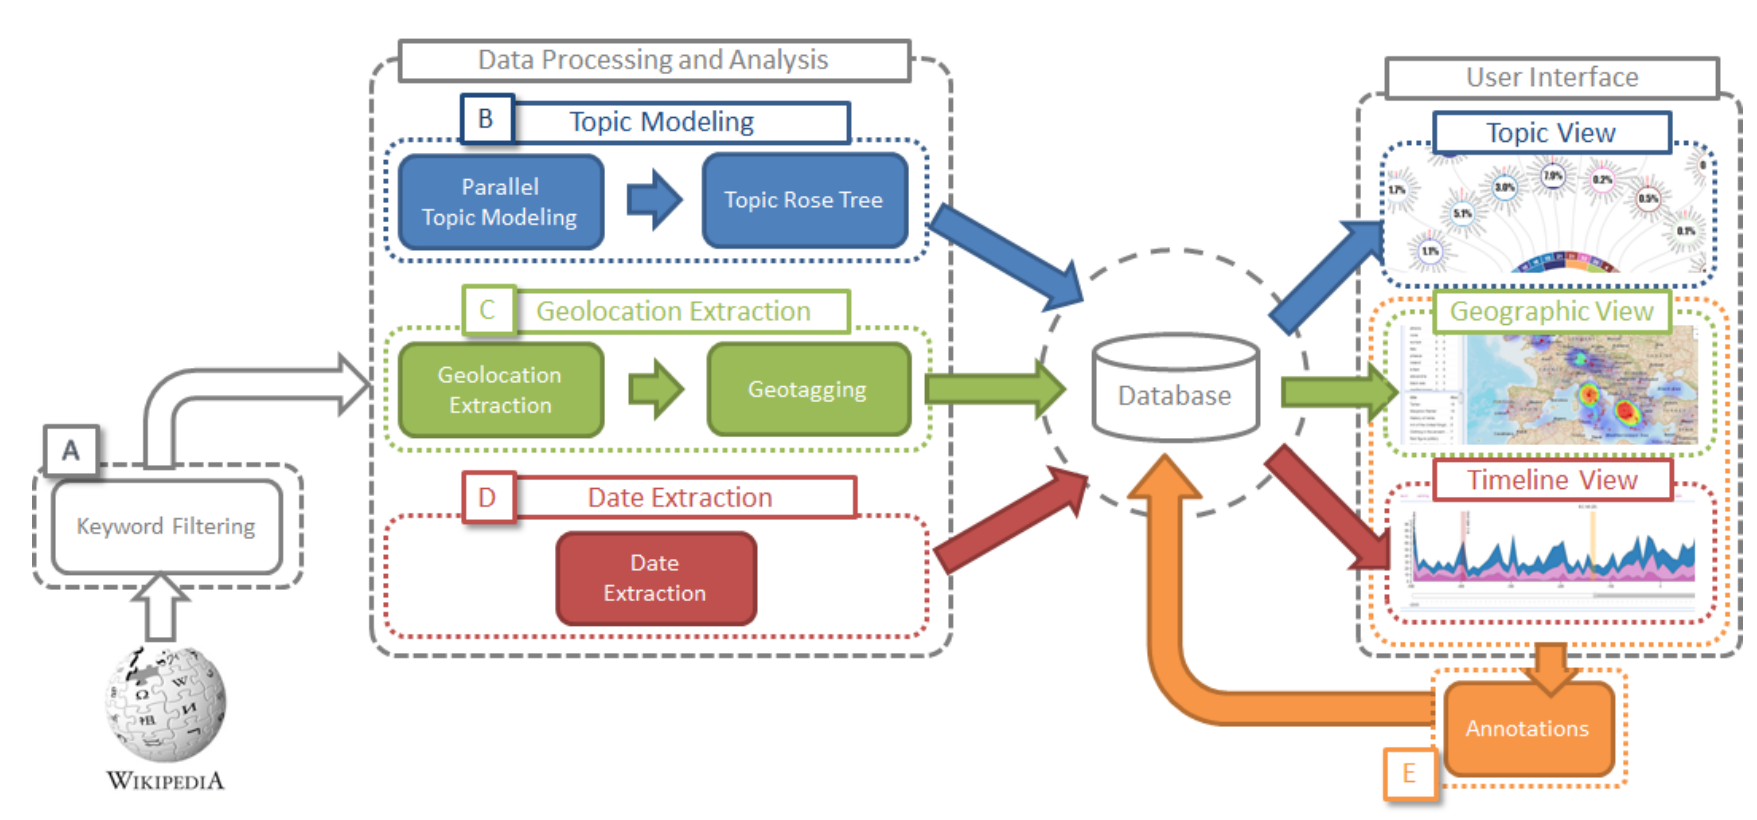 Data Processing and Analysis
B
Topic Modeling
Parallel
Topic Modeling
Topic Rose Tree
C
Geolocation Extraction
Geolocation
Extraction
Geotagging
D
Date Extraction
Date
Extraction
A
Keyword Filtering
WIKIPEDIA
Database
User Interface
Topic View
1.7%
5.1%
3.0%
7.9%
0.2%
0.5%
0.1%
1.1%
Geographic View
Timeline View
Annotations
E